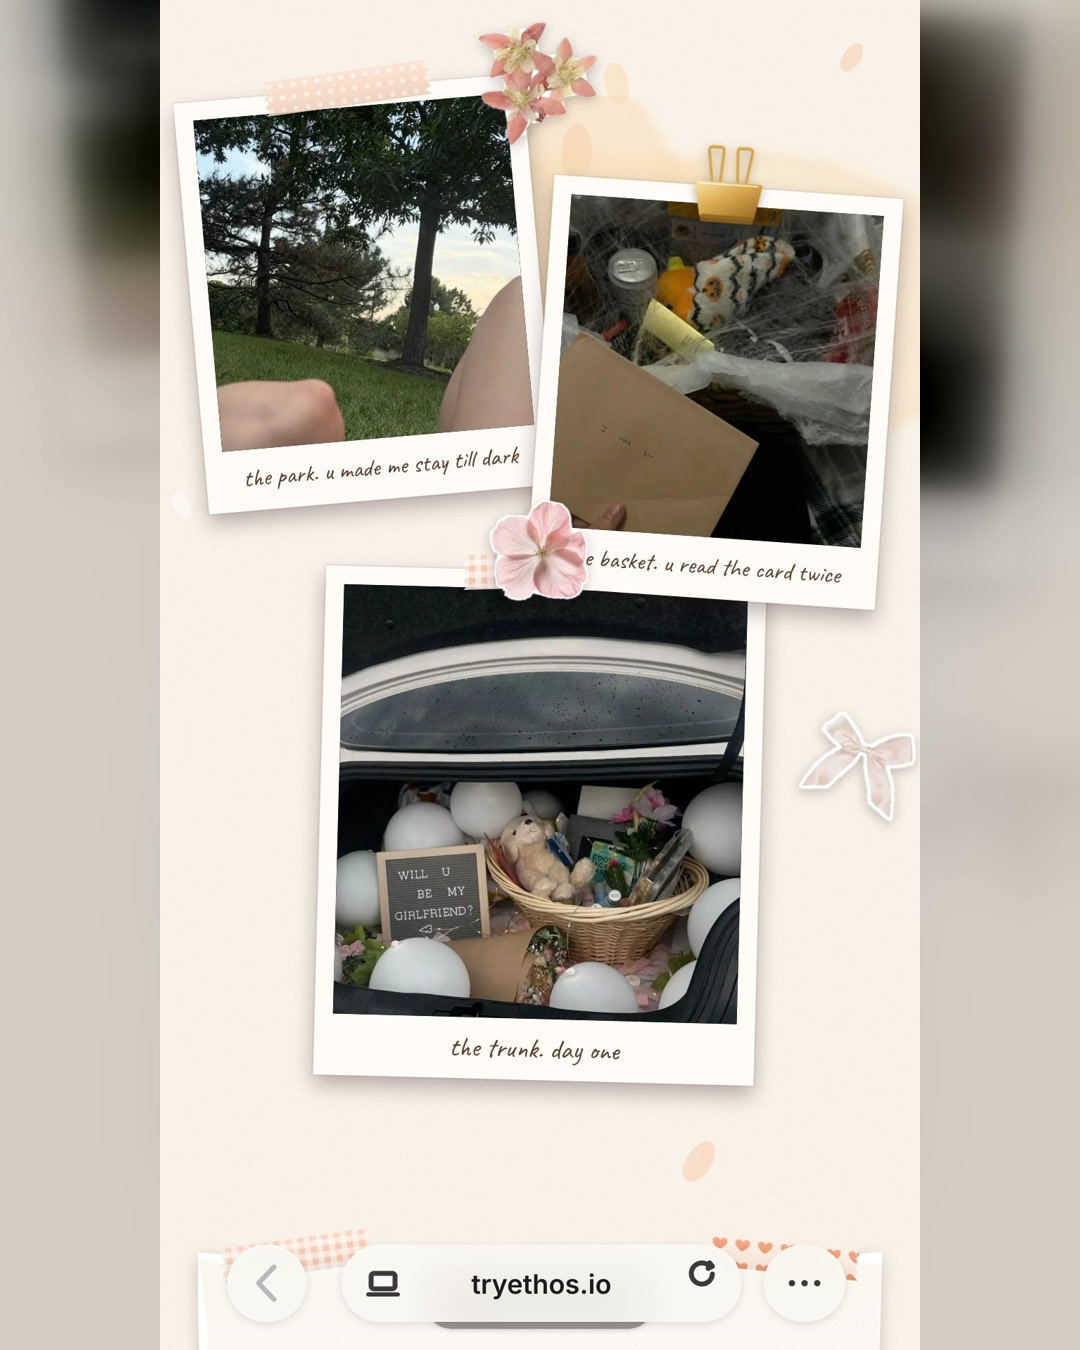 the park. u made me stay till dark
e basket. u read the card twice
WILL U
BE MY
GIRLFRIEND?
the trunk. day one
tryethos.io